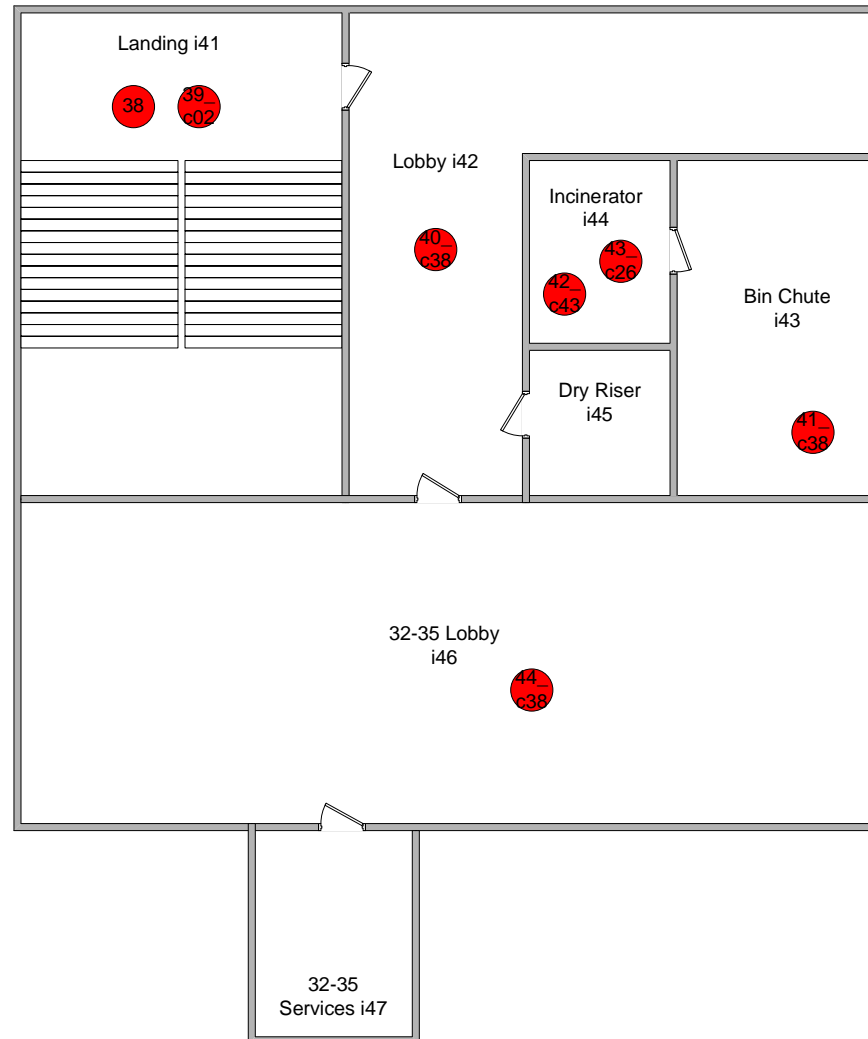 Landing i41
38
39_
c02
Lobby i42
40_
c38
Incinerator
i44
43_
c26
42_
c43
Bin Chute
i43
Dry Riser
i45
41_
c38
32-35 Lobby
i46
44_
c38
32-35
Services i47